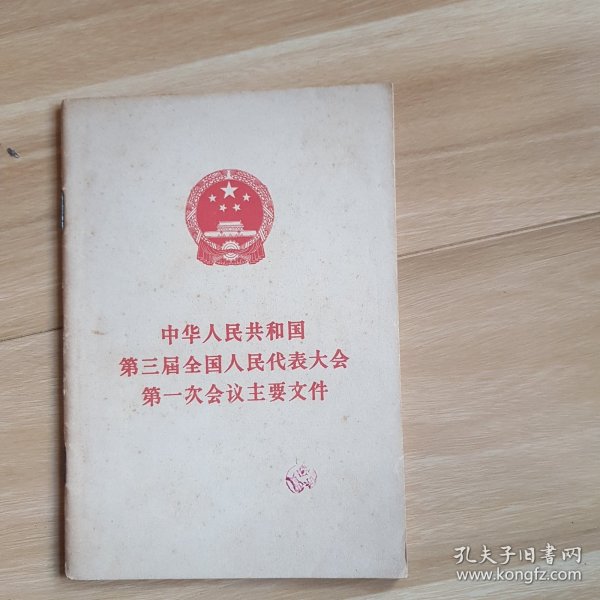 中华人民共和国
第三届全国人民代表大会
第一次会议主要文件
孔夫子旧书网
www.kongfz.com